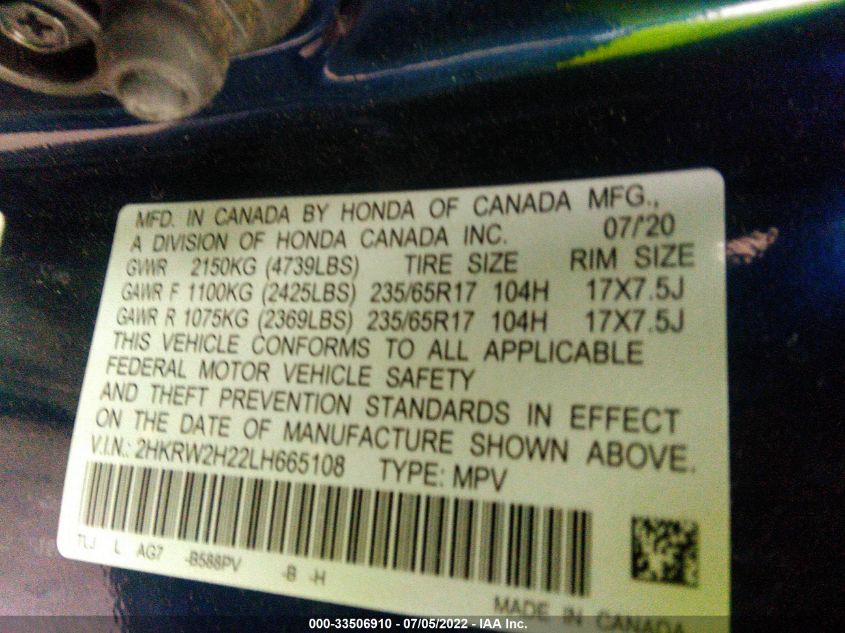 MFD. IN CANADA BY HONDA OF CANADA MFG.,
A DIVISION OF HONDA CANADA INC. 07/'20
GVWR 2150KG (4739LBS) TIRE SIZE RIM SIZE
GAWR F 1100KG (2425LBS) 235/65R17 104H 17X7.5J
GAWR R 1075KG (2369LBS) 235/65R17 104H 17X7.5J
THIS VEHICLE CONFORMS TO ALL APPLICABLE
FEDERAL MOTOR VEHICLE SAFETY
AND THEFT PREVENTION STANDARDS IN EFFECT
ON THE DATE OF MANUFACTURE SHOWN ABOVE.
V.I.N.: 2HKRW2H22LH665108 TYPE: MPV
TLJ L AG7 -B588PV -B -H
MADE IN CANADA
000-33506910 - 07/05/2022 - IAA Inc.